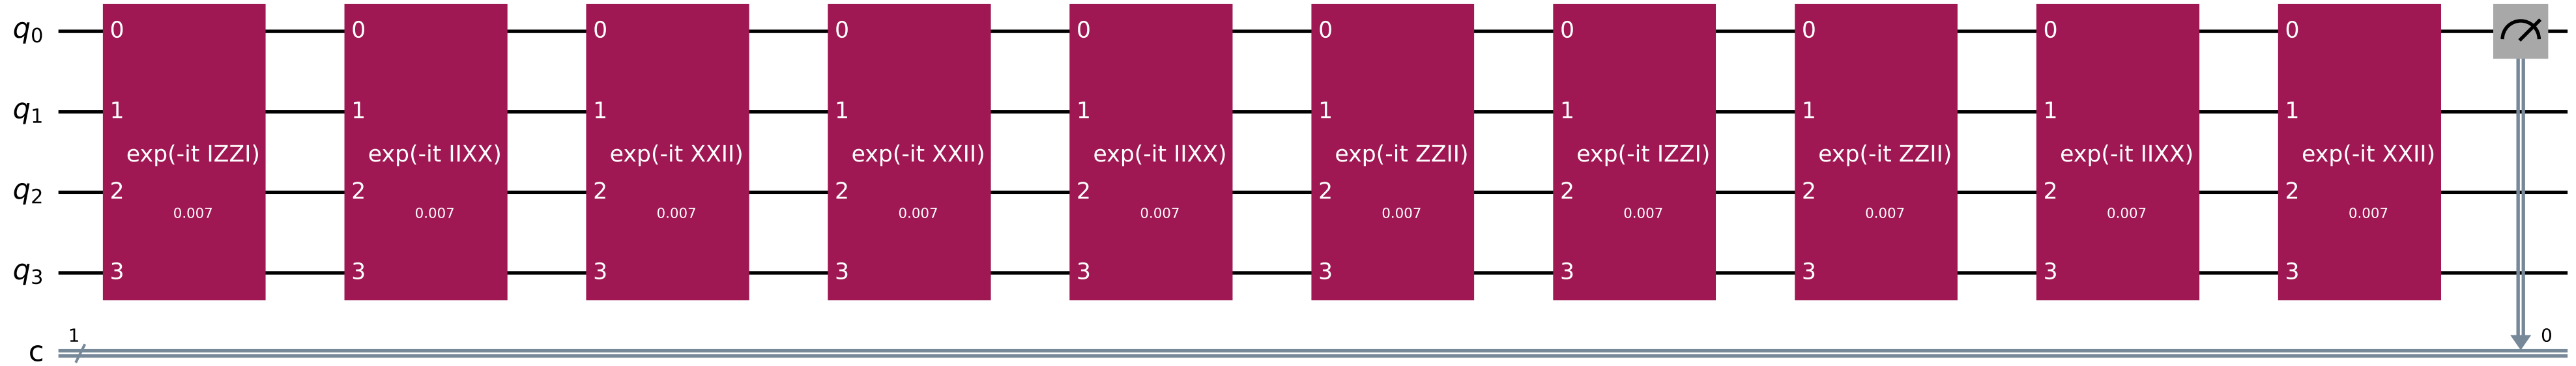 q0 0 0 0 0 0 0 0 0 0 0
q1 1 1 1 1 1 1 1 1 1 1
exp(-it IZZI) exp(-it IIXX) exp(-it XXII) exp(-it XXII) exp(-it IIXX) exp(-it ZZII) exp(-it IZZI) exp(-it ZZII) exp(-it IIXX) exp(-it XXII)
q2 2 2 2 2 2 2 2 2 2 2
0.007 0.007 0.007 0.007 0.007 0.007 0.007 0.007 0.007 0.007
q3 3 3 3 3 3 3 3 3 3 3
1 0
c